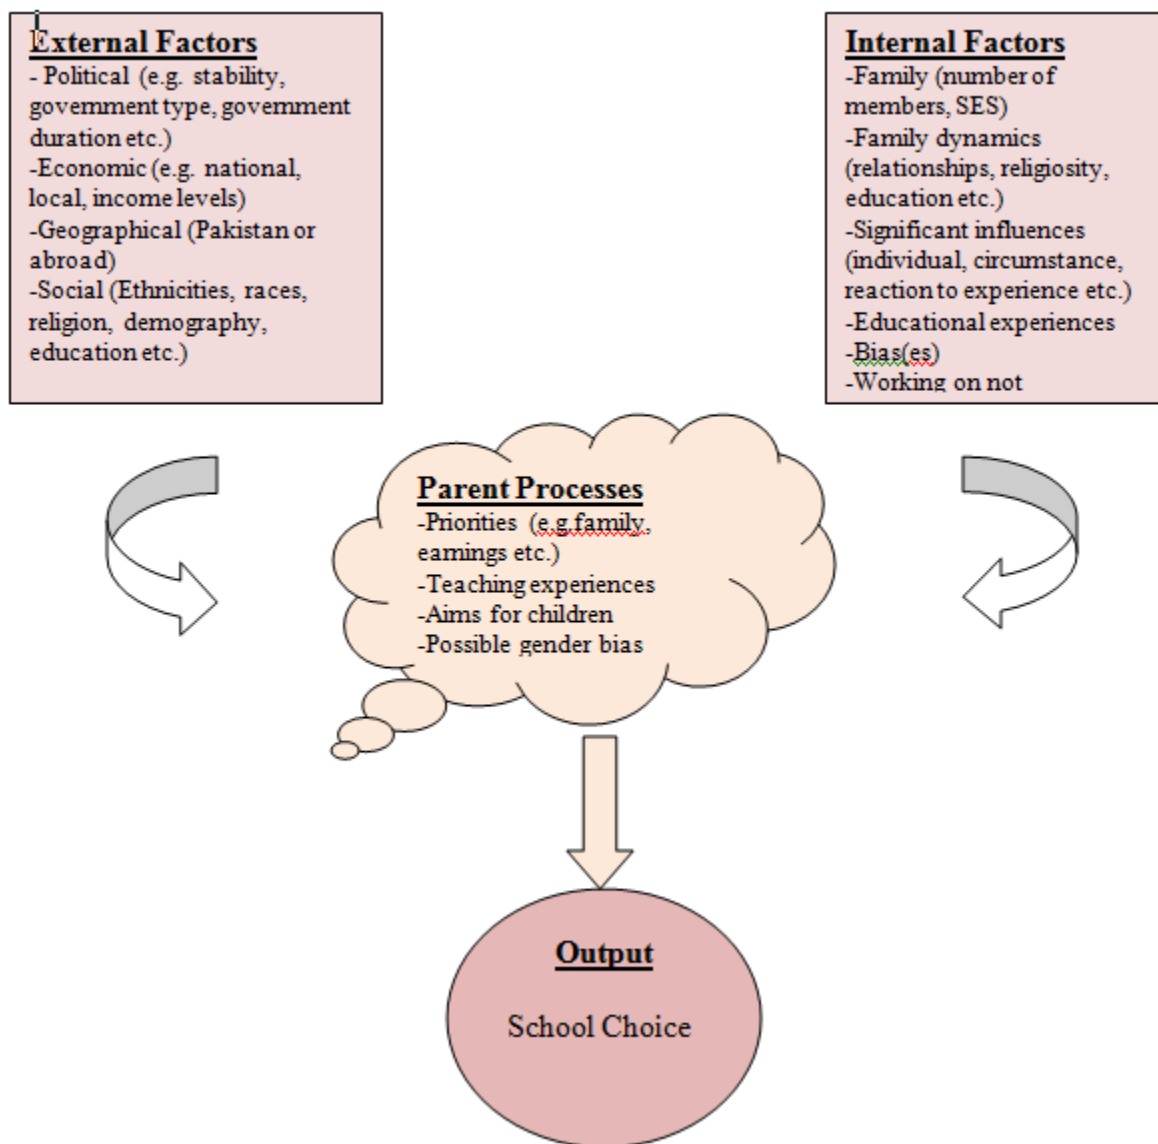 External Factors
- Political (e.g. stability,
government type, government
duration etc.)
-Economic (e.g. national,
local, income levels)
-Geographical (Pakistan or
abroad)
-Social (Ethnicities, races,
religion, demography,
education etc.)
Internal Factors
-Family (number of
members, SES)
-Family dynamics
(relationships, religiosity,
education etc.)
-Significant influences
(individual, circumstance,
reaction to experience etc.)
-Educational experiences
-Bias(es)
-Working on not
Parent Processes
-Priorities (e.g.family,
earnings etc.)
-Teaching experiences
-Aims for children
-Possible gender bias
Output
School Choice